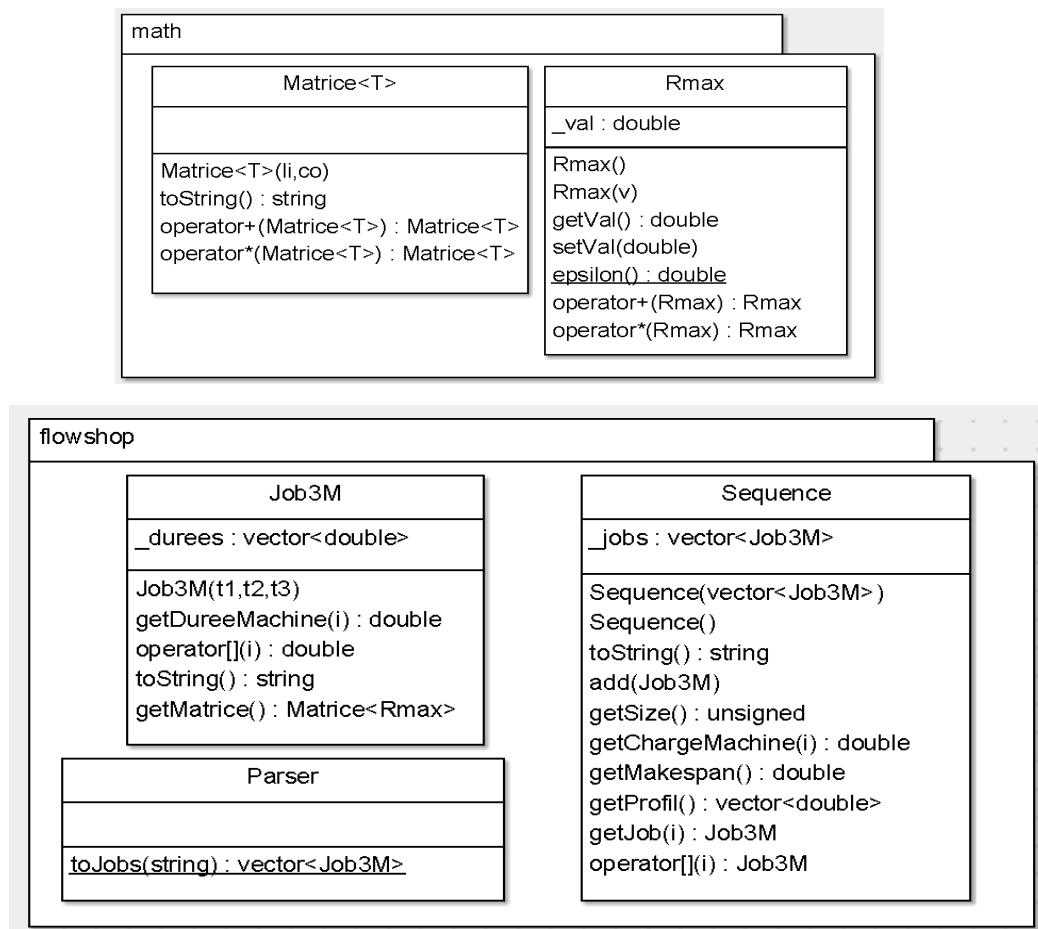 math
Matrice<T>
Matrice<T>(li,co)
toString() : string
operator+(Matrice<T>) : Matrice<T>
operator*(Matrice<T>) : Matrice<T>
Rmax
_val : double
Rmax()
Rmax(v)
getVal() : double
setVal(double)
epsilon() : double
operator+(Rmax) : Rmax
operator*(Rmax) : Rmax
flowshop
Job3M
_durees : vector<double>
Job3M(t1,t2,t3)
getDureeMachine(i) : double
operator[](i) : double
toString() : string
getMatrice() : Matrice<Rmax>
Parser
toJobs(string) : vector<Job3M>
Sequence
_jobs : vector<Job3M>
Sequence(vector<Job3M>)
Sequence()
toString() : string
add(Job3M)
getSize() : unsigned
getChargeMachine(i) : double
getMakespan() : double
getProfil() : vector<double>
getJob(i) : Job3M
operator[](i) : Job3M